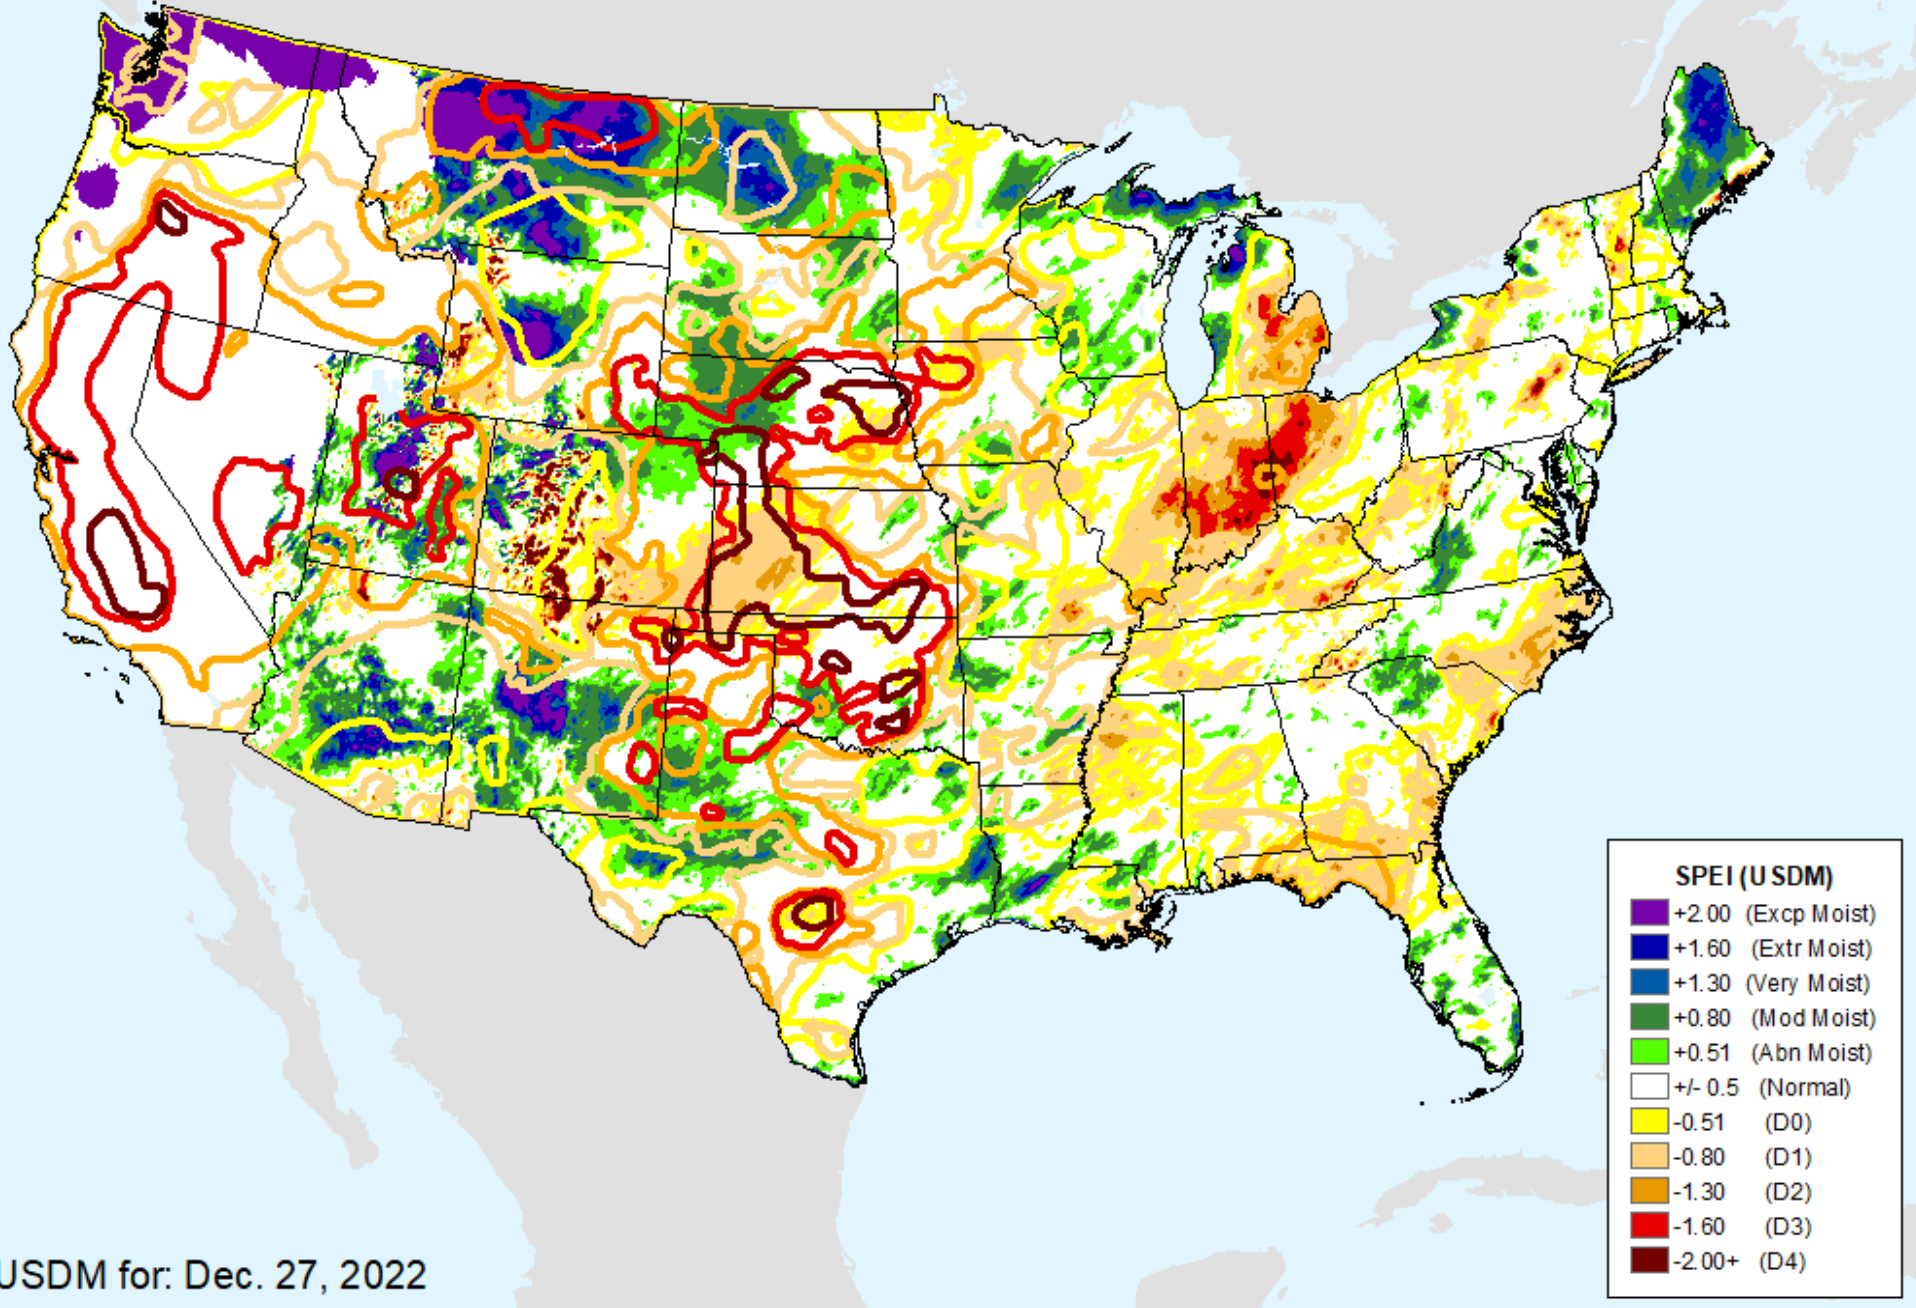 SPEI (USDM)
+2.00 (Excp Moist)
+1.60 (Extr Moist)
+1.30 (Very Moist)
+0.80 (Mod Moist)
+0.51 (Abn Moist)
+/- 0.5 (Normal)
-0.51 (D0)
-0.80 (D1)
-1.30 (D2)
-1.60 (D3)
-2.00+ (D4)
USDM for: Dec. 27, 2022